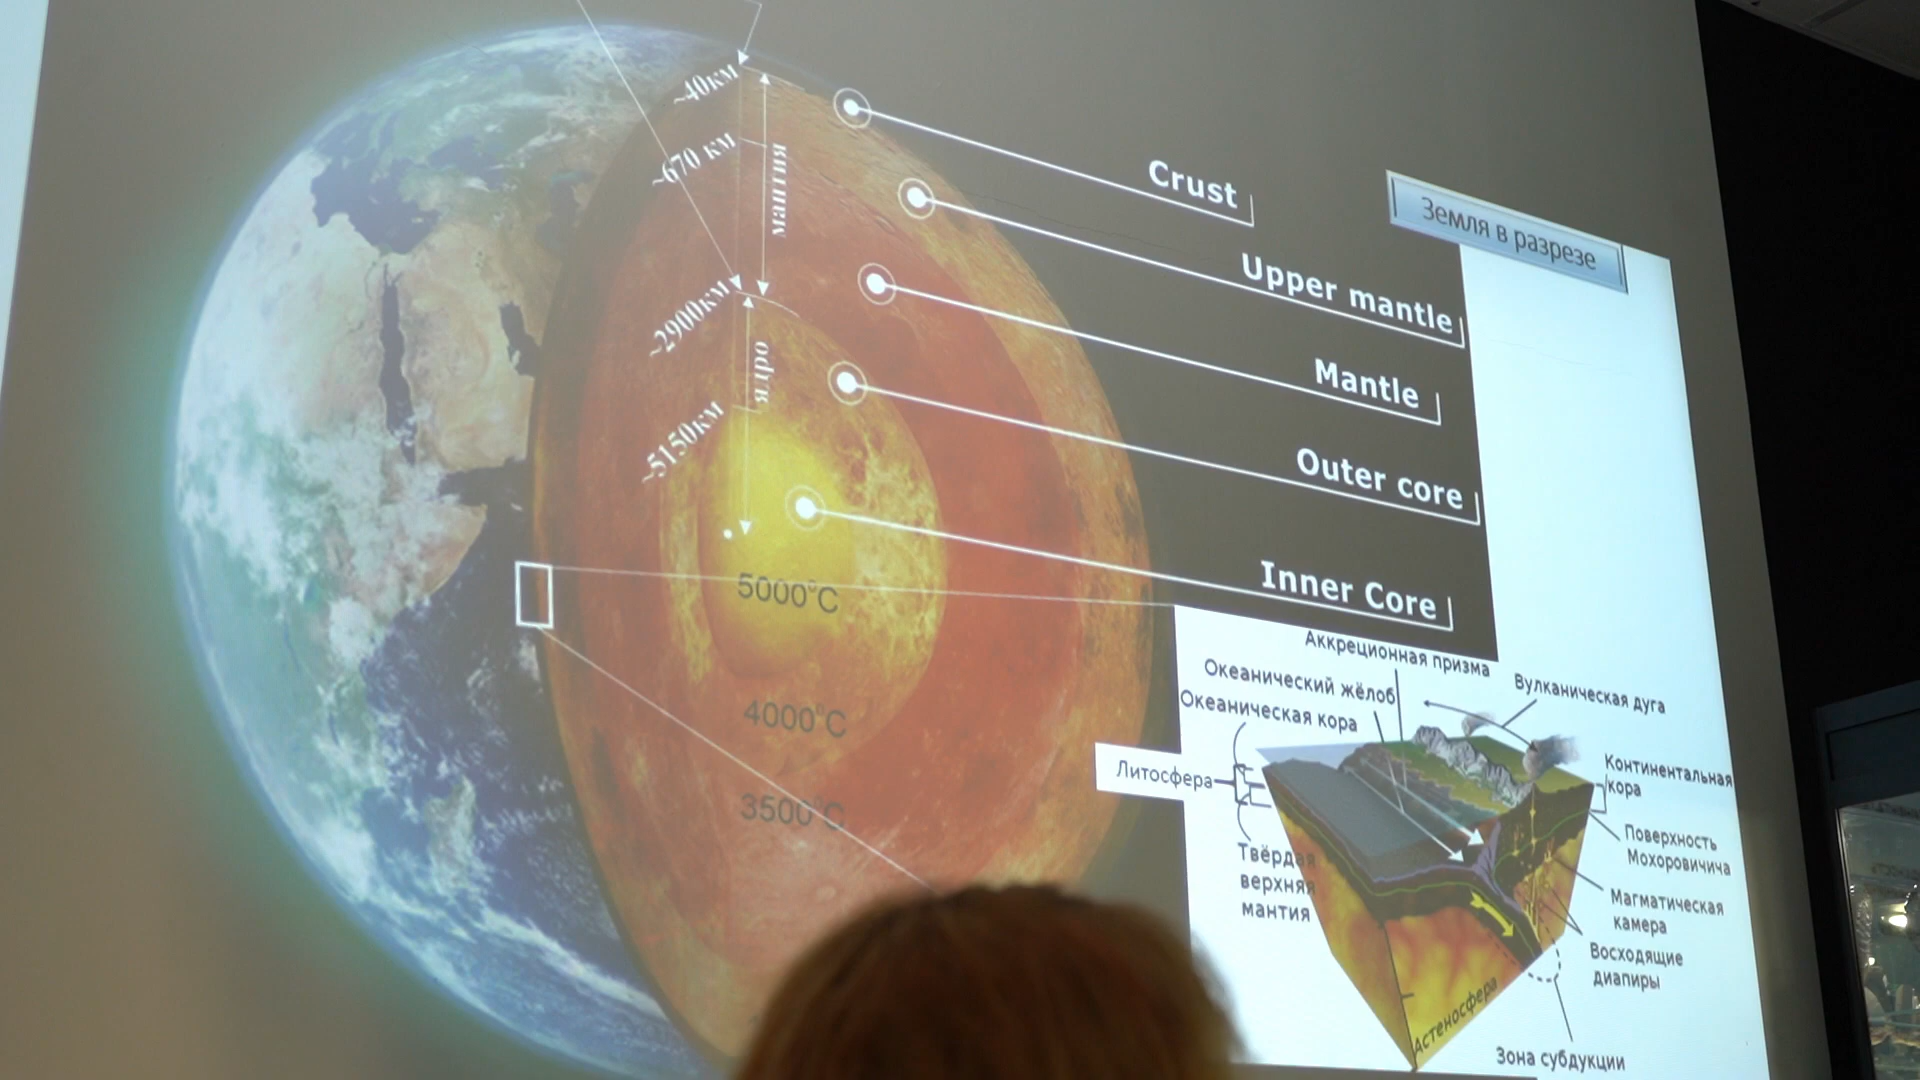 ~40км
~670 км
мантия
~2900км
ядро
~5150км
5000°C
4000°C
3500°C
Crust
Upper mantle
Mantle
Outer core
Inner Core
Земля в разрезе
Аккреционная призма
Океанический жёлоб
Океаническая кора
Вулканическая дуга
Литосфера
Континентальная
кора
Твёрдая
верхняя
мантия
Поверхность
Мохоровичича
Магматическая
камера
Восходящие
диапиры
Астеносфера
Зона субдукции